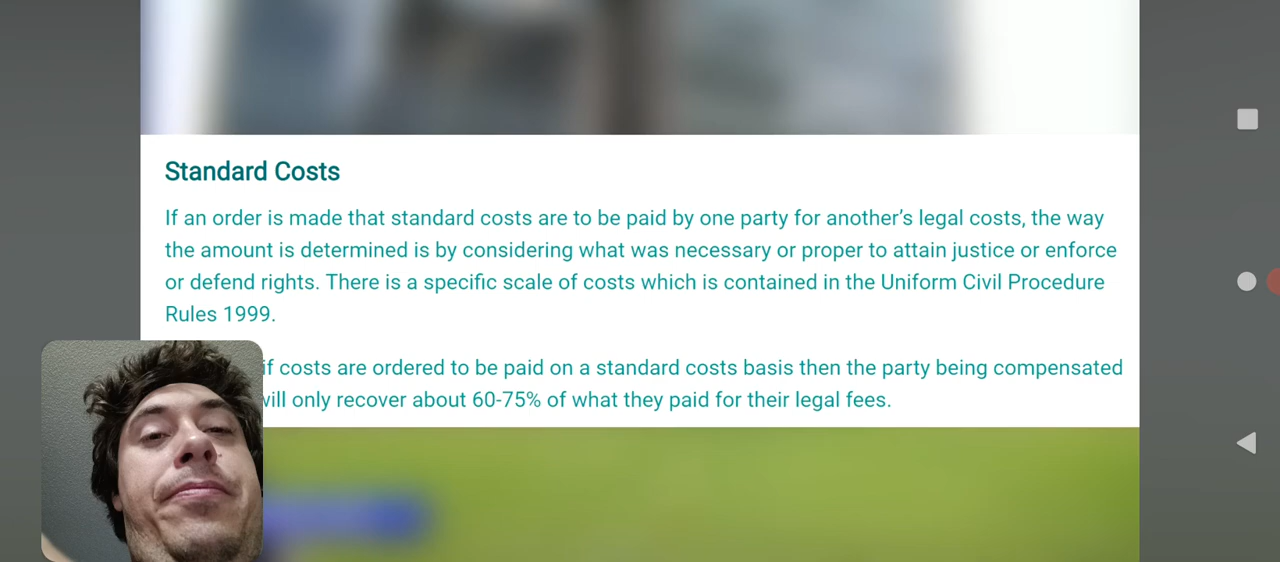 Standard Costs
If an order is made that standard costs are to be paid by one party for another’s legal costs, the way
the amount is determined is by considering what was necessary or proper to attain justice or enforce
or defend rights. There is a specific scale of costs which is contained in the Uniform Civil Procedure
Rules 1999.
if costs are ordered to be paid on a standard costs basis then the party being compensated
will only recover about 60-75% of what they paid for their legal fees.